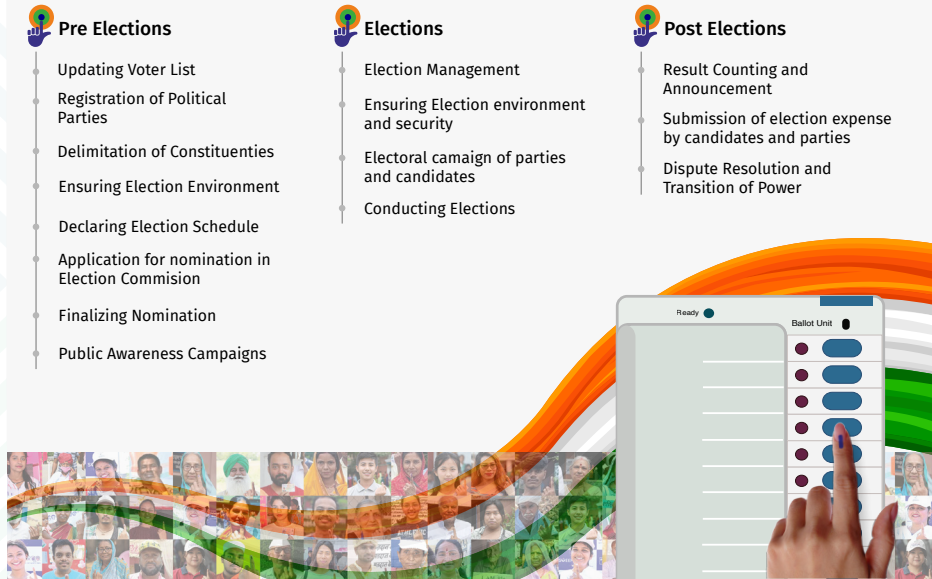 Pre Elections
Updating Voter List
Registration of Political
Parties
Delimitation of Constituenties
Ensuring Election Environment
Declaring Election Schedule
Application for nomination in
Election Commision
Finalizing Nomination
Public Awareness Campaigns
Elections
Election Management
Ensuring Election environment
and security
Electoral camaign of parties
and candidates
Conducting Elections
Post Elections
Result Counting and
Announcement
Submission of election expense
by candidates and parties
Dispute Resolution and
Transition of Power
Ready
Ballot Unit